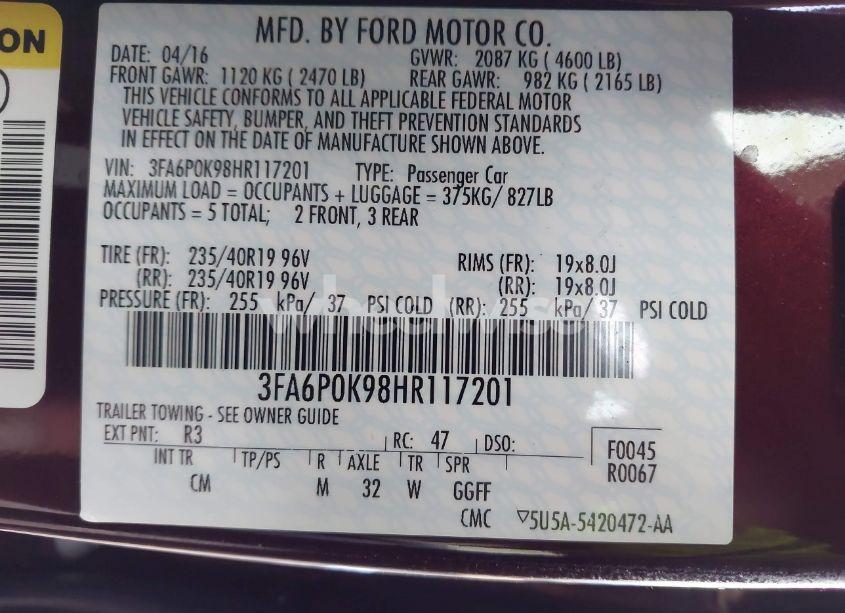 ON
MFD. BY FORD MOTOR CO.
DATE: 04/16 GVWR: 2087 KG ( 4600 LB)
FRONT GAWR: 1120 KG ( 2470 LB) REAR GAWR: 982 KG ( 2165 LB)
THIS VEHICLE CONFORMS TO ALL APPLICABLE FEDERAL MOTOR
VEHICLE SAFETY, BUMPER, AND THEFT PREVENTION STANDARDS
IN EFFECT ON THE DATE OF MANUFACTURE SHOWN ABOVE.
VIN: 3FA6P0K98HR117201 TYPE: Passenger Car
MAXIMUM LOAD = OCCUPANTS + LUGGAGE = 375KG/ 827LB
OCCUPANTS = 5 TOTAL; 2 FRONT, 3 REAR
TIRE (FR): 235/40R19 96V RIMS (FR): 19x8.0J
(RR): 235/40R19 96V (RR): 19x8.0J
PRESSURE (FR): 255 kPa/ 37 PSI COLD (RR): 255 kPa/ 37 PSI COLD
3FA6P0K98HR117201
TRAILER TOWING - SEE OWNER GUIDE
EXT PNT: R3 RC: 47 DSO: F0045
R0067
INT TR TP/PS R AXLE TR SPR
CM M 32 W GGFF
CMC ▽5U5A-5420472-AA